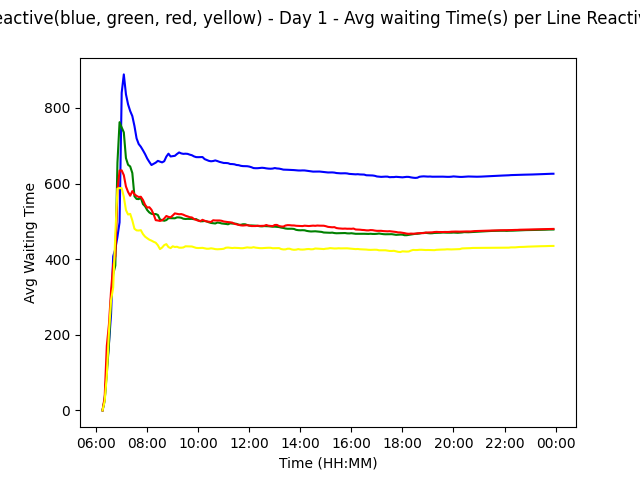 eactive(blue, green, red, yellow) - Day 1 - Avg waiting Time(s) per Line Reacti
800
600
400
200
0
Avg Waiting Time
06:00 08:00 10:00 12:00 14:00 16:00 18:00 20:00 22:00 00:00
Time (HH:MM)